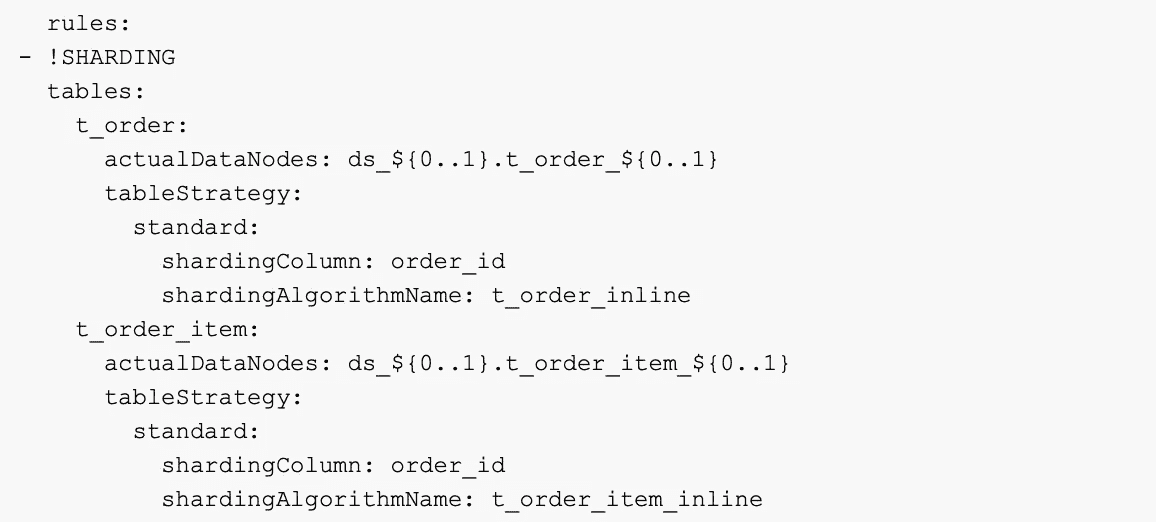 rules:
- !SHARDING
  tables:
    t_order:
      actualDataNodes: ds_${0..1}.t_order_${0..1}
      tableStrategy:
        standard:
          shardingColumn: order_id
          shardingAlgorithmName: t_order_inline
    t_order_item:
      actualDataNodes: ds_${0..1}.t_order_item_${0..1}
      tableStrategy:
        standard:
          shardingColumn: order_id
          shardingAlgorithmName: t_order_item_inline